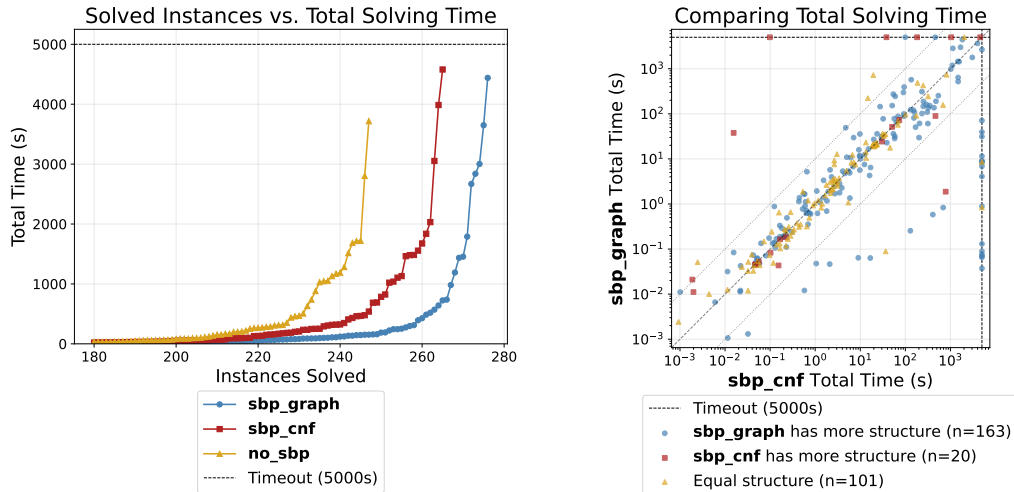 Solved Instances vs. Total Solving Time
Total Time (s)
5000
4000
3000
2000
1000
0
180
200
220
240
260
280
Instances Solved
sbp_graph
sbp_cnf
no_sbp
Timeout (5000s)
Comparing Total Solving Time
sbp_graph Total Time (s)
10³
10²
10¹
10⁰
10⁻¹
10⁻²
10⁻³
10⁻³
10⁻²
10⁻¹
10⁰
10¹
10²
10³
sbp_cnf Total Time (s)
Timeout (5000s)
sbp_graph has more structure (n=163)
sbp_cnf has more structure (n=20)
Equal structure (n=101)